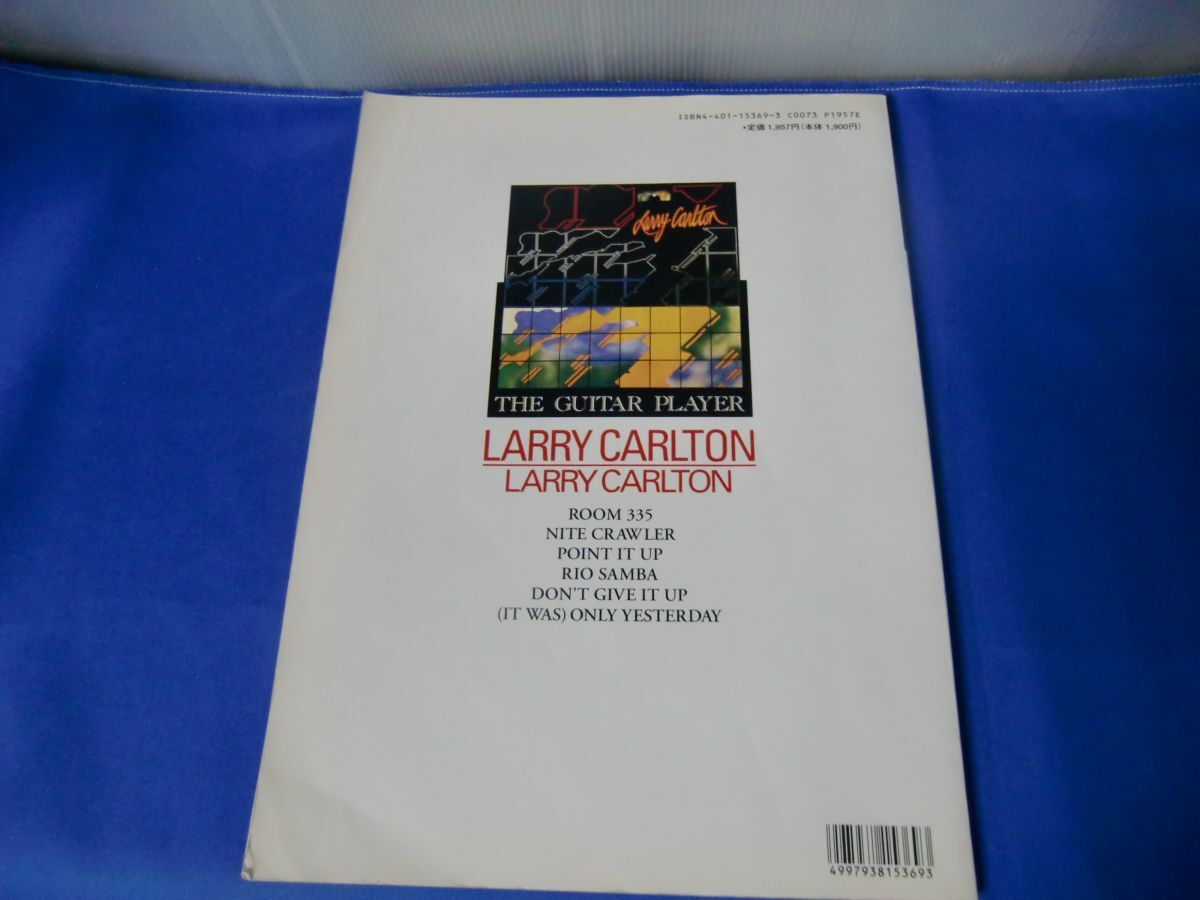 ISBN4-401-15369-3 C0073 P1957E
•定価1,957円(本体1,900円)
Larry Carlton
THE GUITAR PLAYER
LARRY CARLTON
LARRY CARLTON
ROOM 335
NITE CRAWLER
POINT IT UP
RIO SAMBA
DON'T GIVE IT UP
(IT WAS) ONLY YESTERDAY
4997938153693